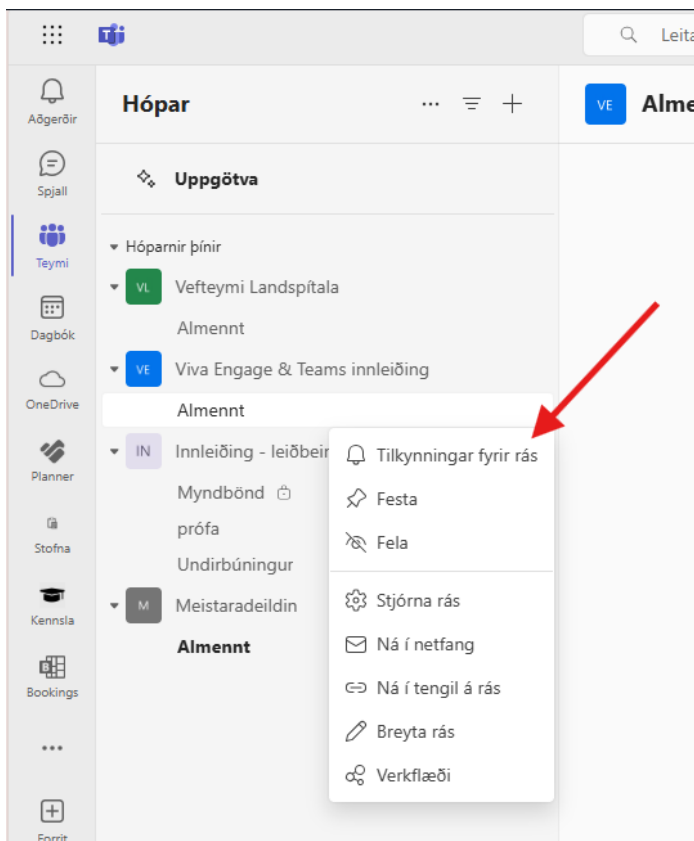 Leita
Aðgerðir
Spjall
Teymi
Dagbók
OneDrive
Planner
Stofna
Kennsla
Bookings
Forrit
Hópar
Uppgötva
Hóparnir þínir
VL Vefteymi Landspítala
Almennt
VE Viva Engage & Teams innleiðing
Almennt
IN Innleiðing - leiðbein
Myndbönd
prófa
Undirbúningur
M Meistaradeildin
Almennt
Tilkynningar fyrir rás
Festa
Fela
Stjórna rás
Ná í netfang
Ná í tengil á rás
Breyta rás
Verkflæði
VE Alme